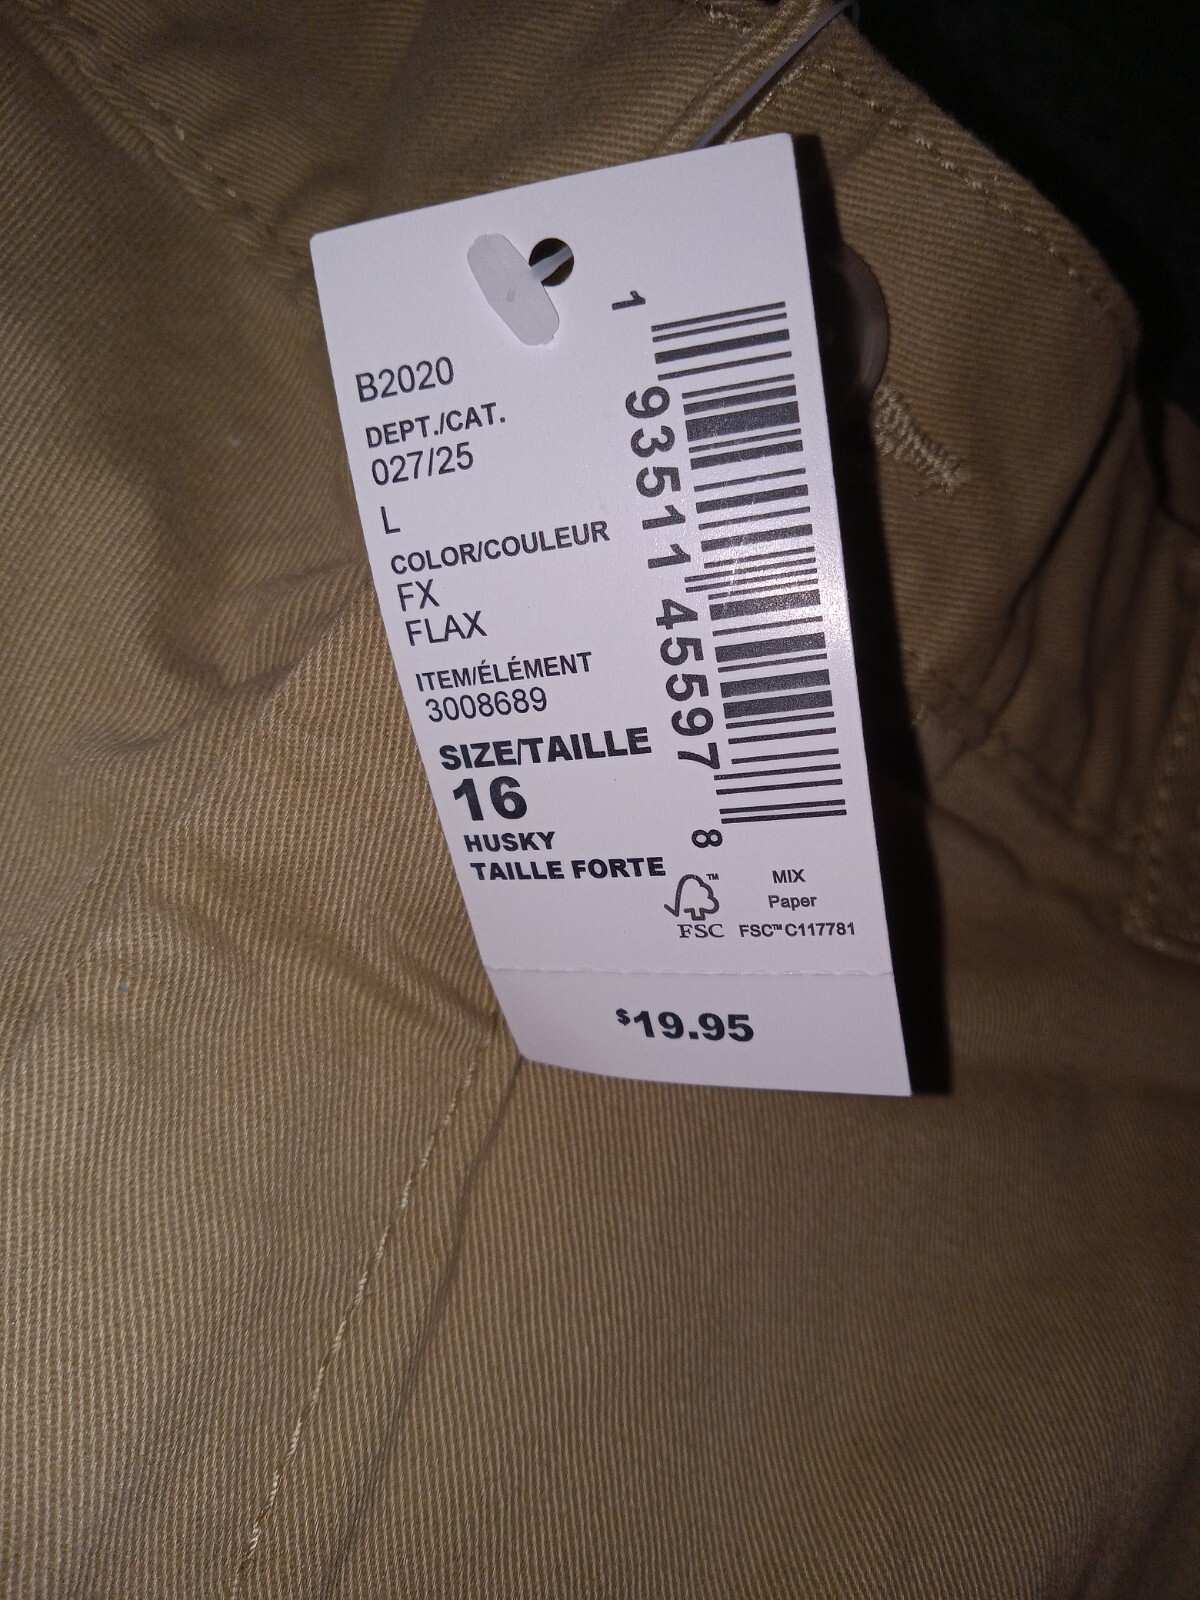 B2020
DEPT./CAT.
027/25
L
COLOR/COULEUR
FX
FLAX
ITEM/ÉLÉMENT
3008689
SIZE/TAILLE
16
HUSKY
TAILLE FORTE
1 93511 45597 8
FSC™
MIX
Paper
FSC™ C117781
$19.95